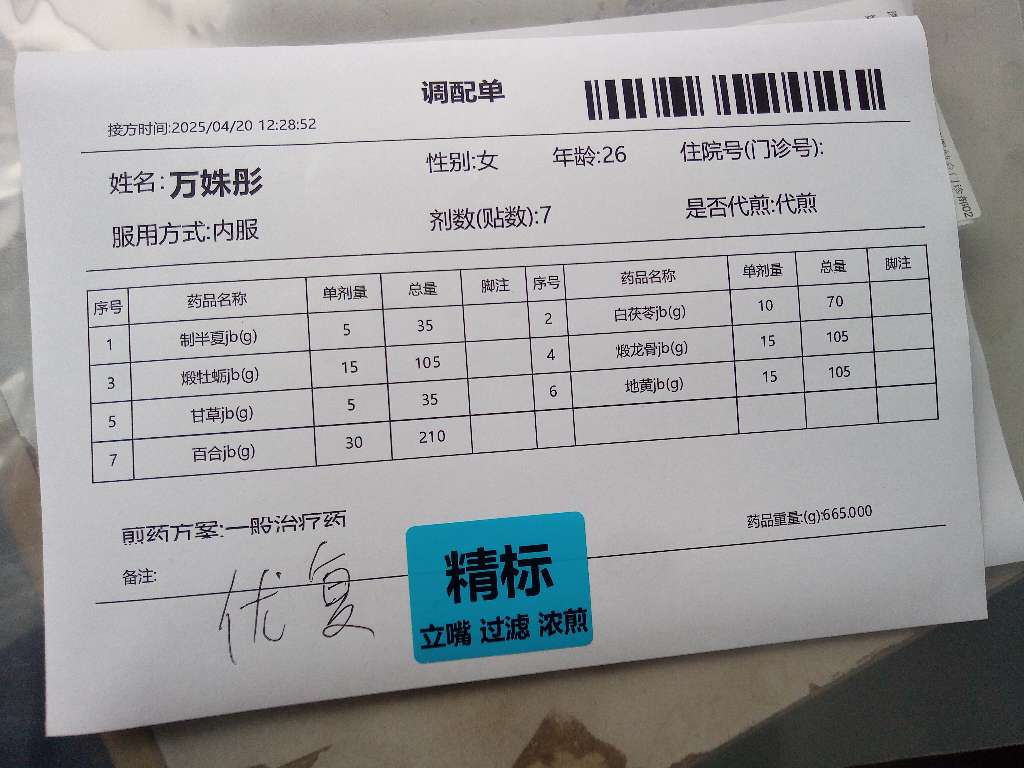 调配单
接方时间:2025/04/20 12:28:52
姓名:万姝彤 性别:女 年龄:26 住院号(门诊号):
服用方式:内服 剂数(贴数):7 是否代煎:代煎
序号 药品名称 单剂量 总量 脚注 序号 药品名称 单剂量 总量 脚注
1 制半夏jb(g) 5 35 2 白茯苓jb(g) 10 70
3 煅牡蛎jb(g) 15 105 4 煅龙骨jb(g) 15 105
5 甘草jb(g) 5 35 6 地黄jb(g) 15 105
7 百合jb(g) 30 210
煎药方案:一般治疗药 药品重量:(g):665.000
备注:
优复
精标
立嘴 过滤 浓煎